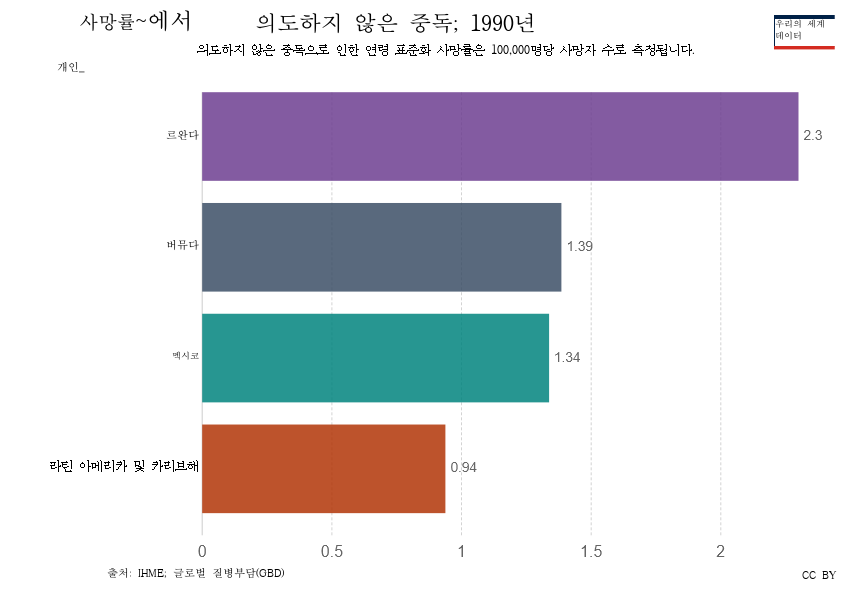 사망률~에서 의도하지 않은 중독; 1990년
의도하지 않은 중독으로 인한 연령 표준화 사망률은 100,000명당 사망자 수로 측정됩니다.
우리의 세계
데이터
개인_
르완다
2.3
버뮤다
1.39
멕시코
1.34
라틴 아메리카 및 카리브해
0.94
0 0.5 1 1.5 2
출처: IHME; 글로벌 질병부담(GBD)
CC BY